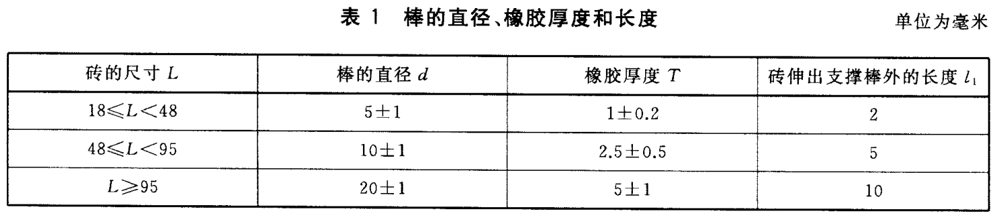 表 1 棒的直径、橡胶厚度和长度 单位为毫米
砖的尺寸 L 棒的直径 d 橡胶厚度 T 砖伸出支撑棒外的长度 l₁
18≤L<48 5±1 1±0.2 2
48≤L<95 10±1 2.5±0.5 5
L≥95 20±1 5±1 10